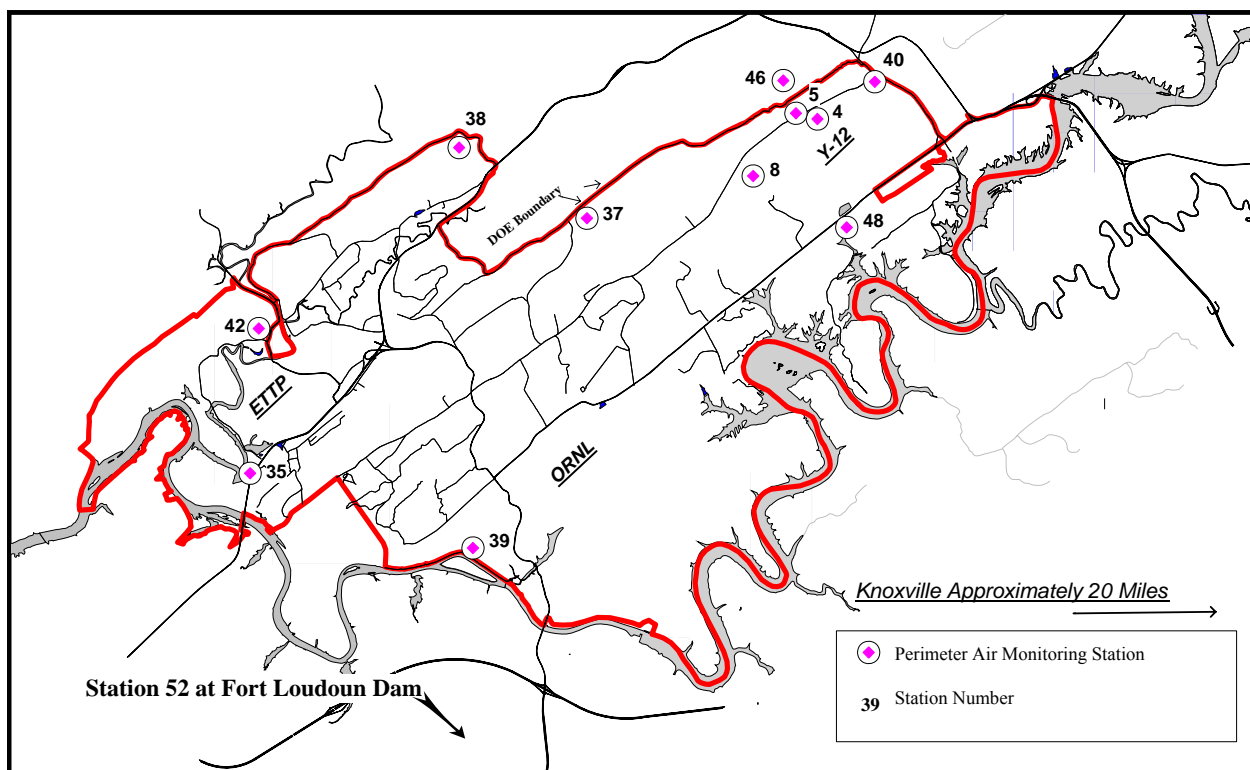 40
46
5
4
38
Y-12
8
DOE Boundary
37
48
42
ETTP
35
ORNL
39
Knoxville Approximately 20 Miles
Perimeter Air Monitoring Station
Station 52 at Fort Loudoun Dam
39 Station Number